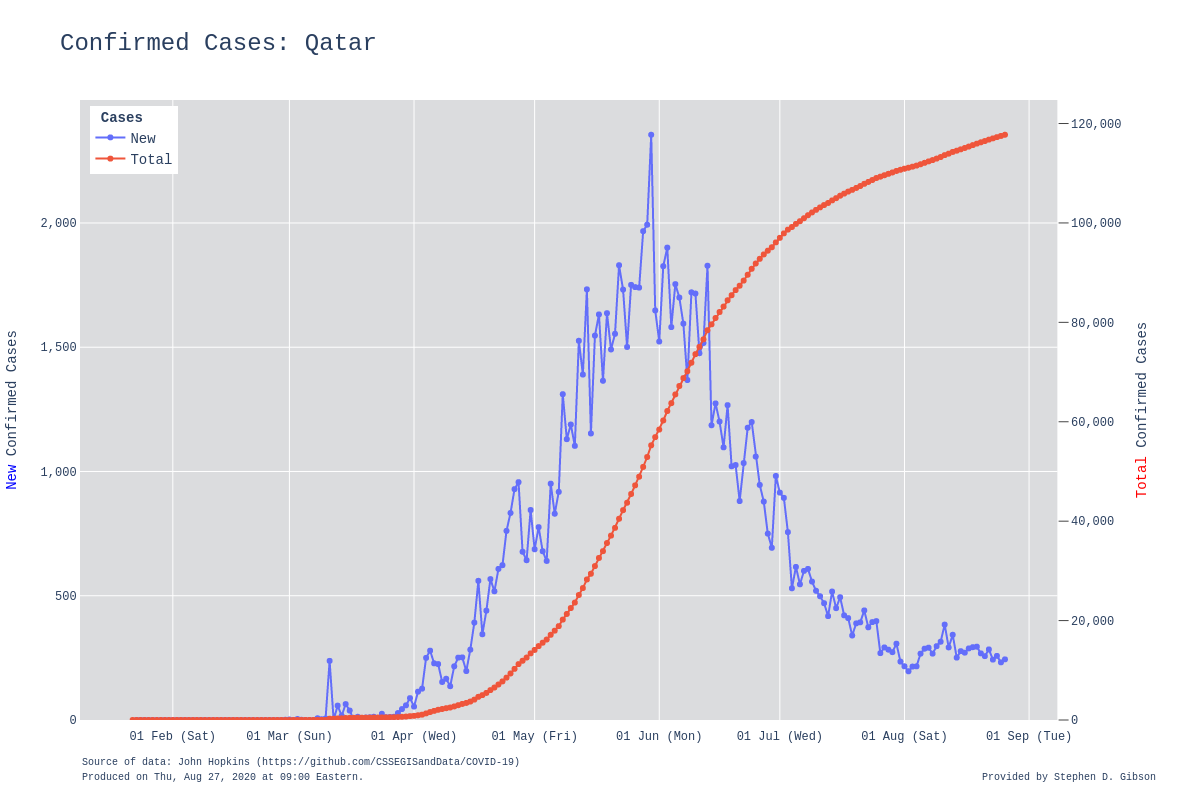 Confirmed Cases: Qatar
Cases
New
Total
2,000
1,500
1,000
500
0
120,000
100,000
80,000
60,000
40,000
20,000
0
New Confirmed Cases
Total Confirmed Cases
01 Feb (Sat)
01 Mar (Sun)
01 Apr (Wed)
01 May (Fri)
01 Jun (Mon)
01 Jul (Wed)
01 Aug (Sat)
01 Sep (Tue)
Source of data: John Hopkins (https://github.com/CSSEGISandData/COVID-19)
Produced on Thu, Aug 27, 2020 at 09:00 Eastern.
Provided by Stephen D. Gibson